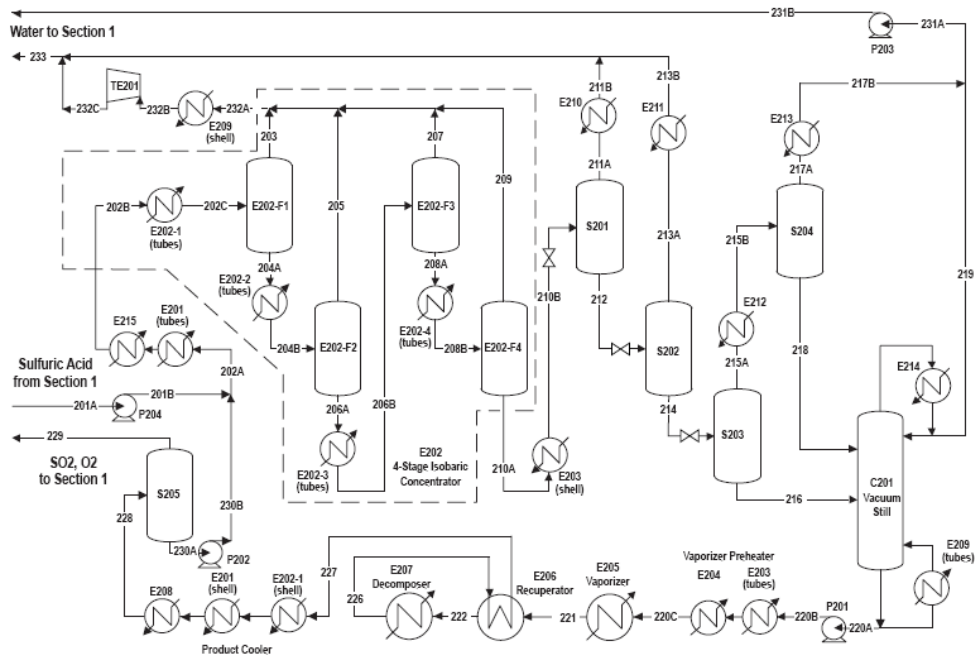 231B
Water to Section 1
P203
231A
233
TE201
232C
232B
E209
(shell)
232A
203
205
207
209
E210
211B
211A
213B
E211
217B
E213
217A
202B
202C
E202-1
(tubes)
E202-F1
E202-F3
S201
213A
S204
215B
204A
E202-2
(tubes)
208A
E202-4
(tubes)
210B
212
219
E215
E201
(tubes)
204B
E202-F2
208B
E202-F4
S202
E212
215A
218
202A
Sulfuric Acid
from Section 1
201A
201B
P204
206A
206B
214
E214
229
SO2, O2
to Section 1
E202-3
(tubes)
E202
4-Stage Isobaric
Concentrator
210A
E203
(shell)
S203
216
C201
Vacuum
Still
S205
228
230A
230B
P202
E208
E201
(shell)
E202-1
(shell)
Product Cooler
227
226
E207
Decomposer
222
E206
Recuperator
221
E205
Vaporizer
220C
Vaporizer Preheater
E204
E203
(tubes)
220B
P201
220A
E209
(tubes)